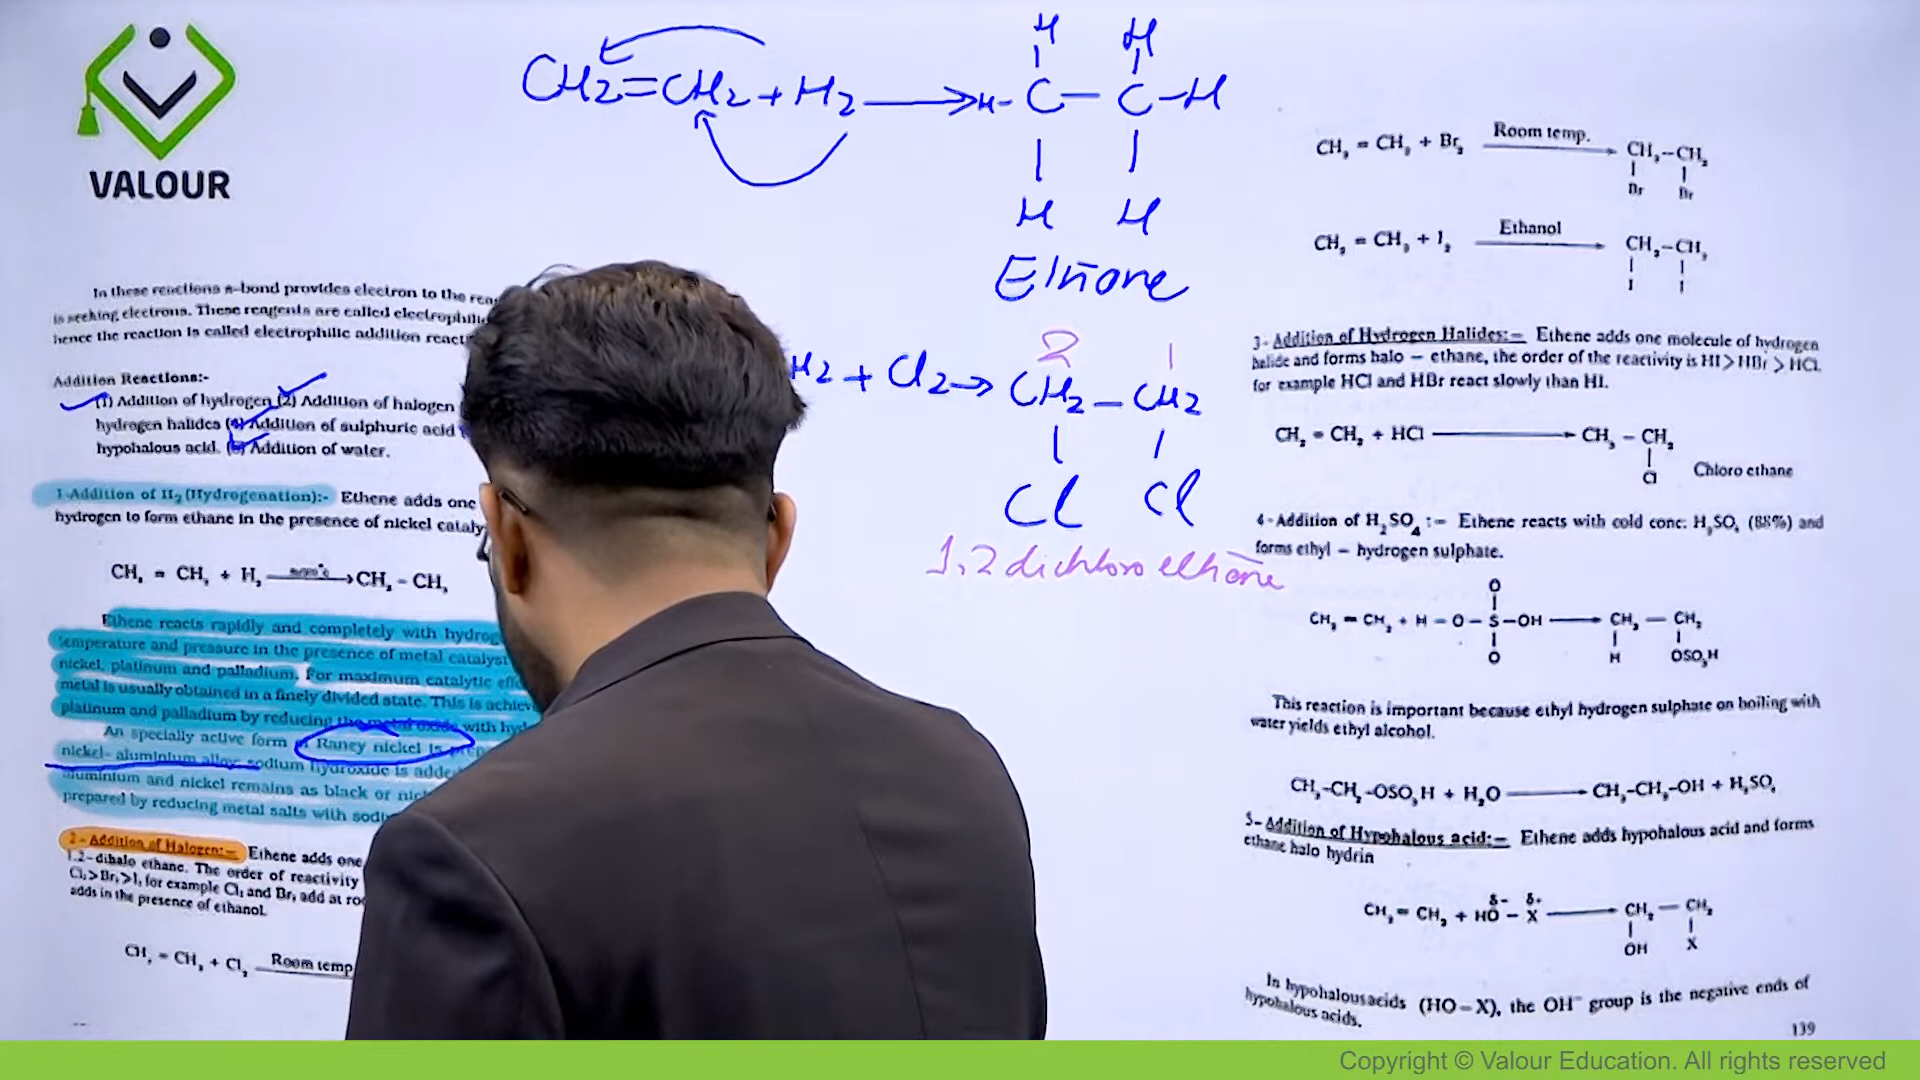 VALOUR
CH2=CH2+H2 → H-C-C-H
H H
H H
Ethane
H2 + Cl2 → CH2-CH2
2 1
Cl Cl
1,2 dichloro ethane
In these reactions π-bond provides electron to the
is seeking electrons. These reagents are called
hence the reaction is called electrophilic addition
Addition Reactions:-
(1) Addition of hydrogen (2) Addition of halogen
hydrogen halides (4) Addition of sulphuric acid
hypohalous acid. (6) Addition of water.
1-Addition of H₂ (Hydrogenation):- Ethene adds one
hydrogen to form ethane in the presence of nickel
CH₂ = CH₂ + H₂ → CH₃ - CH₃
Ethene reacts rapidly and completely with
temperature and pressure in the presence of metal
nickel, platinum and palladium. For maximum catalytic
metal is usually obtained in a finely divided state. This is
platinum and palladium by reducing the metal oxide with
An specially active form Raney nickel is
nickel-aluminium alloy sodium hydroxide is
aluminium and nickel remains as black or
prepared by reducing metal salts with
2- Addition of Halogen:- Ethene adds one
1,2-dihalo ethane. The order of reactivity
Cl₂>Br₂>I₂ for example Cl₂ and Br₂ add at
adds in the presence of ethanol.
CH₂ = CH₂ + Cl₂ Room temp
CH₂ = CH₂ + Br₂ Room temp. → CH₂-CH₂
Br Br
CH₂ = CH₂ + I₂ Ethanol → CH₂-CH₂
I I
3- Addition of Hydrogen Halides:- Ethene adds one molecule of hydrogen
halide and forms halo - ethane, the order of the reactivity is HI>HBr>HCl.
for example HCl and HBr react slowly than HI.
CH₂ = CH₂ + HCl → CH₃ - CH₂
Cl Chloro ethane
4-Addition of H₂SO₄:- Ethene reacts with cold conc. H₂SO₄ (88%) and
forms ethyl - hydrogen sulphate.
O
CH₂ = CH₂ + H-O-S-OH → CH₂ - CH₂
O H OSO₃H
This reaction is important because ethyl hydrogen sulphate on boiling with
water yields ethyl alcohol.
CH₃-CH₂-OSO₃H + H₂O → CH₃-CH₂-OH + H₂SO₄
5- Addition of Hypohalous acid:- Ethene adds hypohalous acid and forms
ethane halo hydrin
δ- δ+
CH₂=CH₂ + HO-X → CH₂ - CH₂
OH X
In hypohalous acids (HO-X), the OH⁻ group is the negative ends of
hypohalous acids.
139
Copyright © Valour Education. All rights reserved